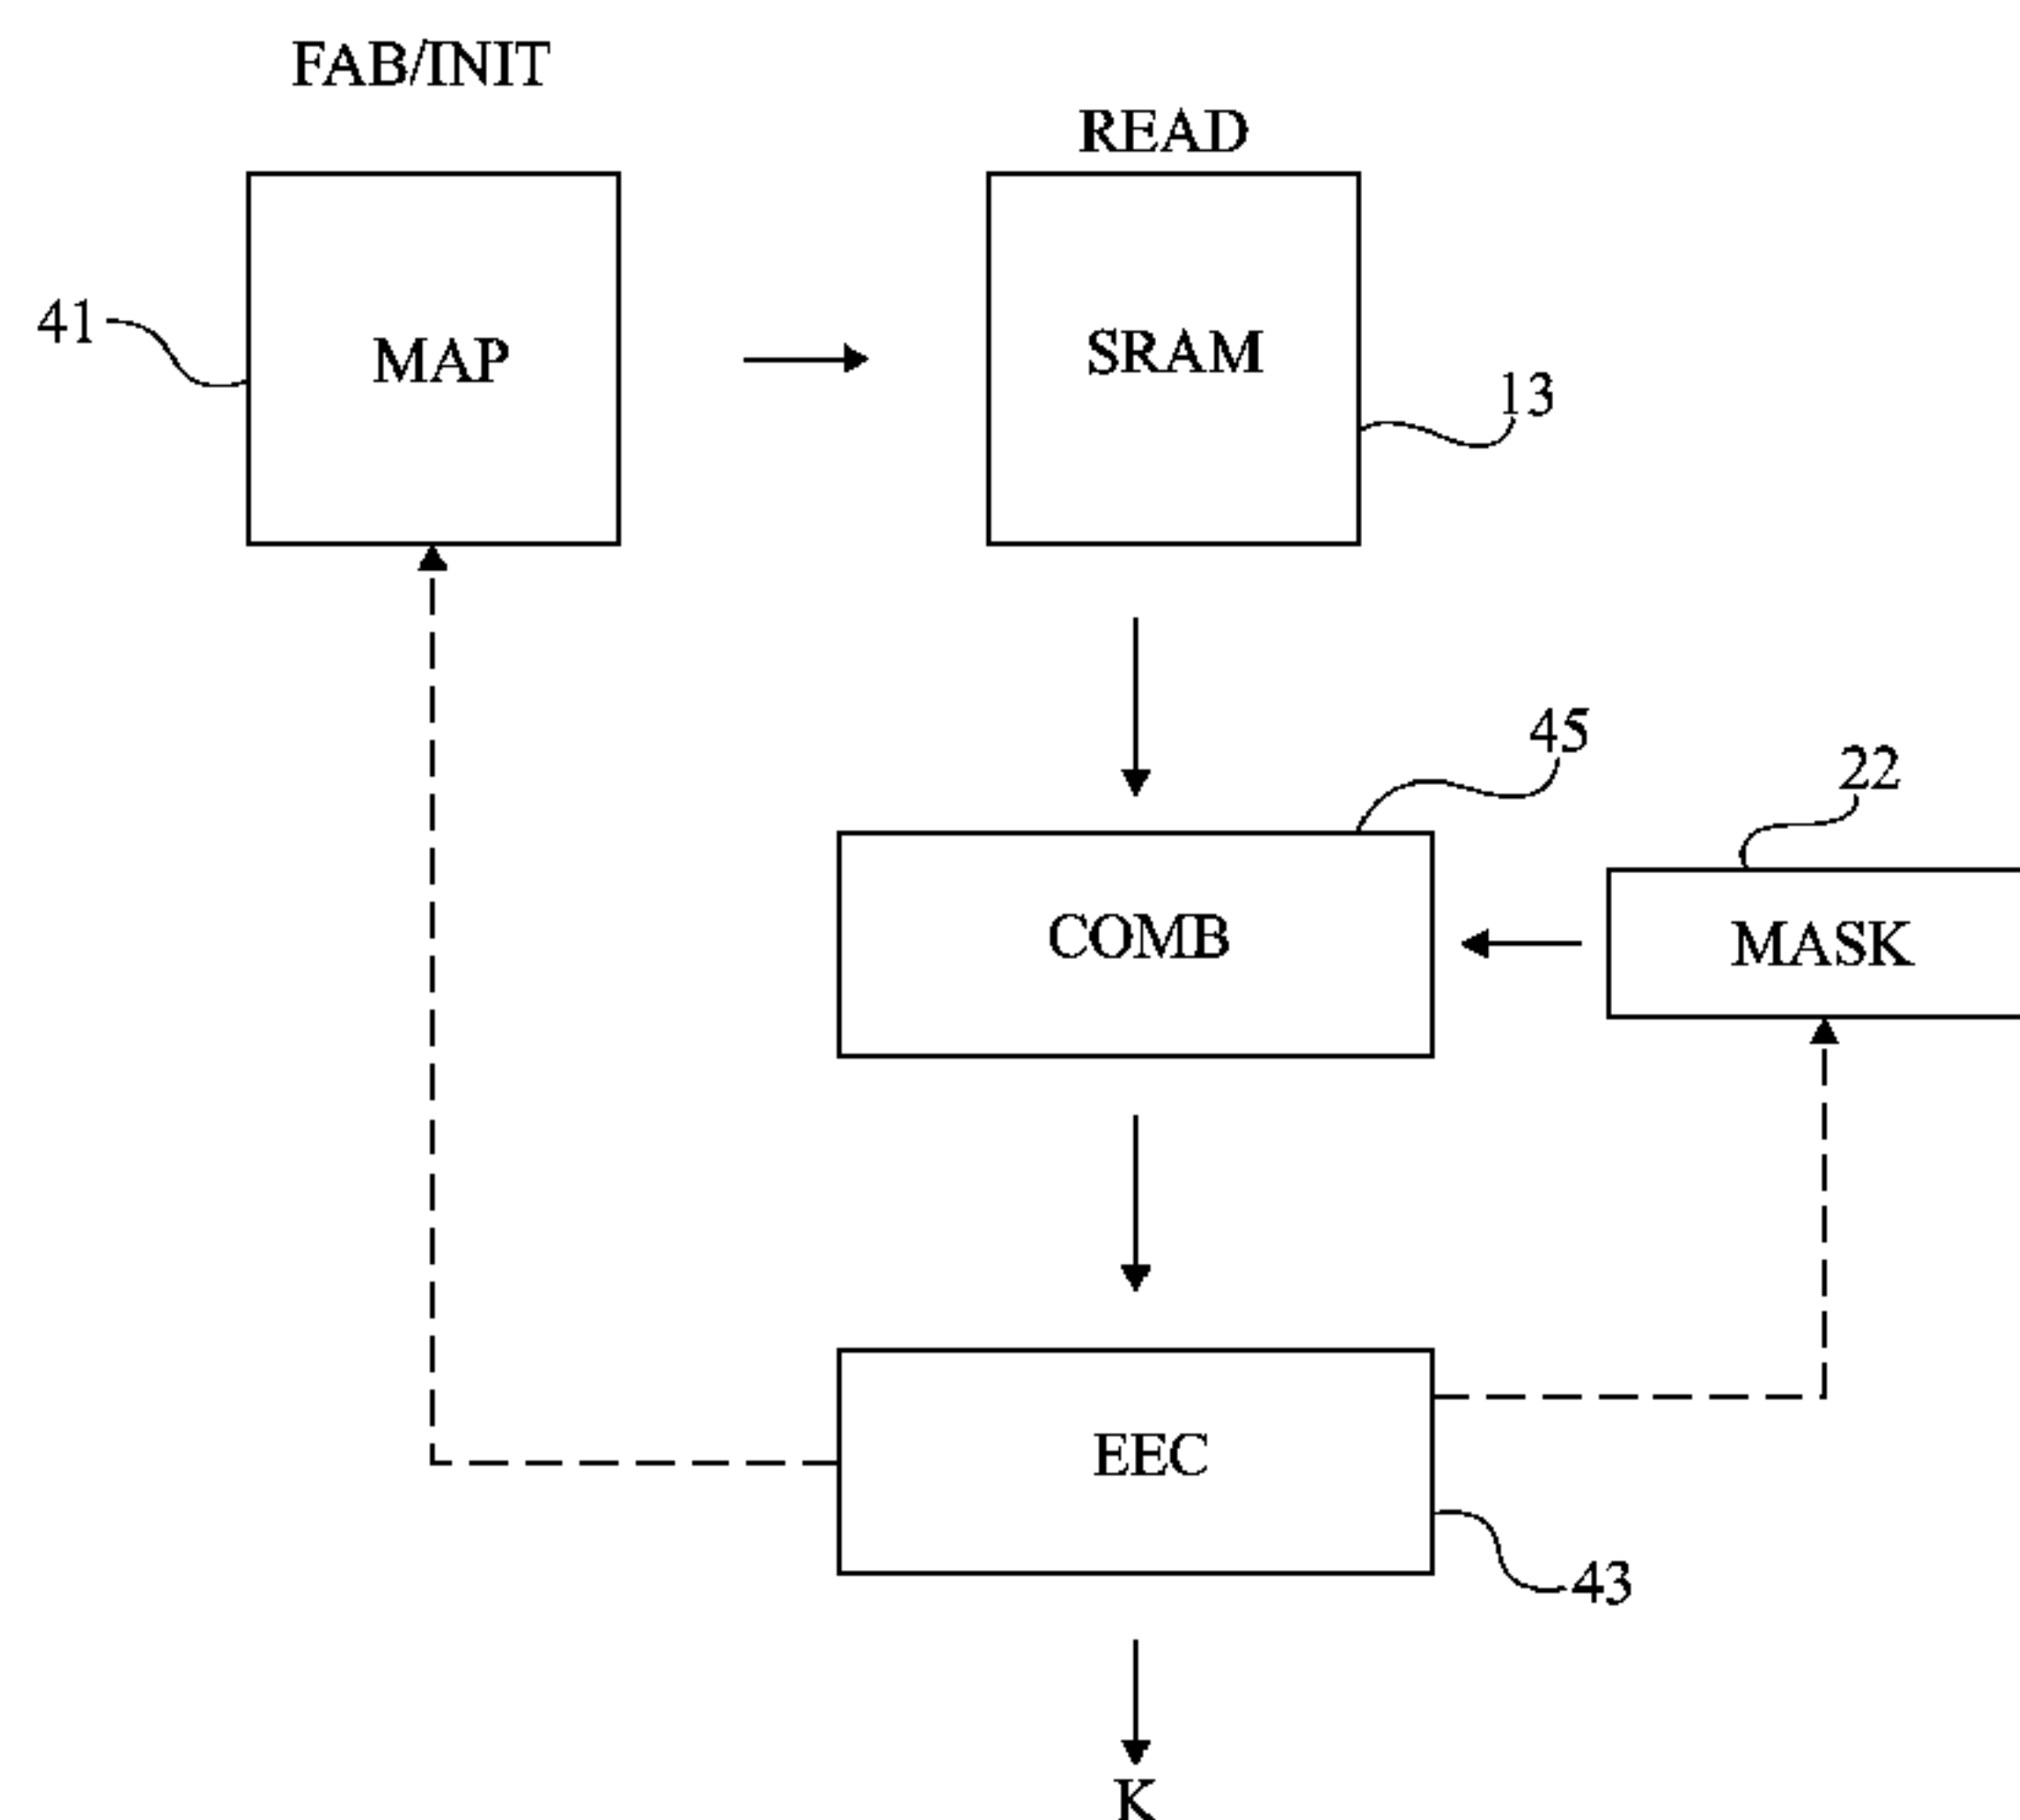 FAB/INIT
READ
41
MAP
SRAM
13
45
22
COMB
MASK
EEC
43
K